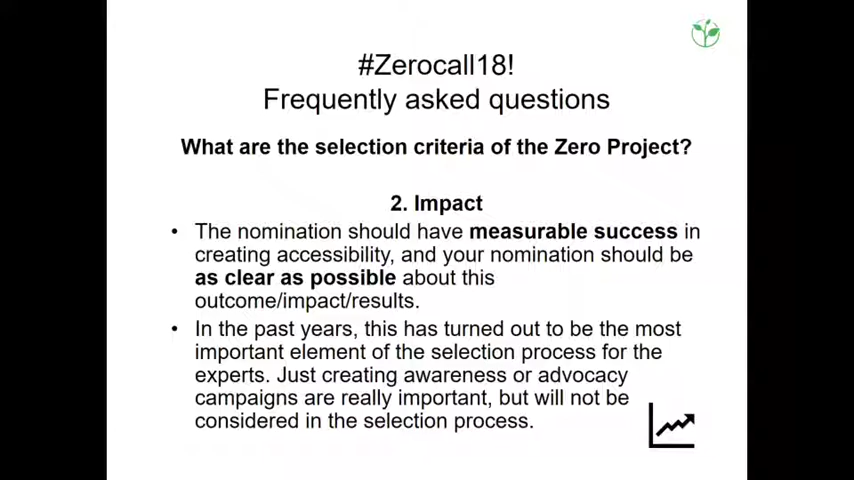 #Zerocall18!
Frequently asked questions
What are the selection criteria of the Zero Project?
2. Impact
• The nomination should have measurable success in
creating accessibility, and your nomination should be
as clear as possible about this
outcome/impact/results.
• In the past years, this has turned out to be the most
important element of the selection process for the
experts. Just creating awareness or advocacy
campaigns are really important, but will not be
considered in the selection process.